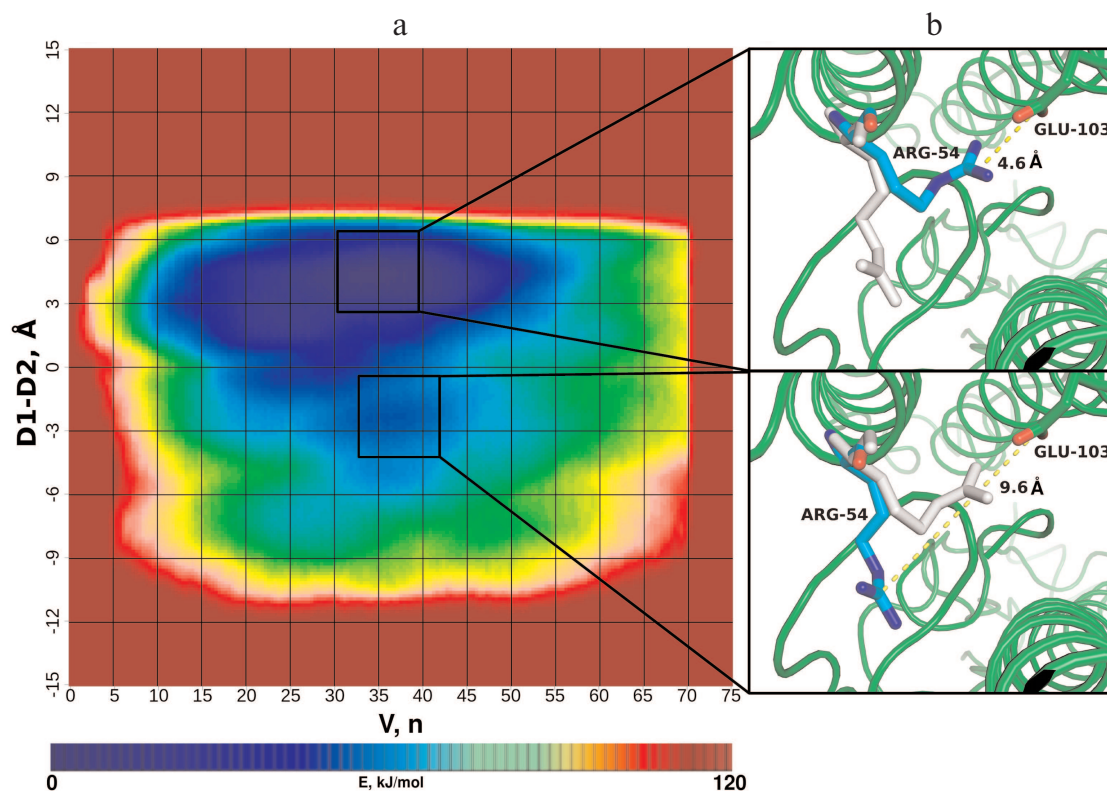 a
b
15
12
9
6
3
0
-3
-6
-9
-12
-15
D1-D2, Å
0 5 10 15 20 25 30 35 40 45 50 55 60 65 70 75
V, n
0 E, kJ/mol 120
ARG-54
GLU-103
4.6 Å
ARG-54
GLU-103
9.6 Å